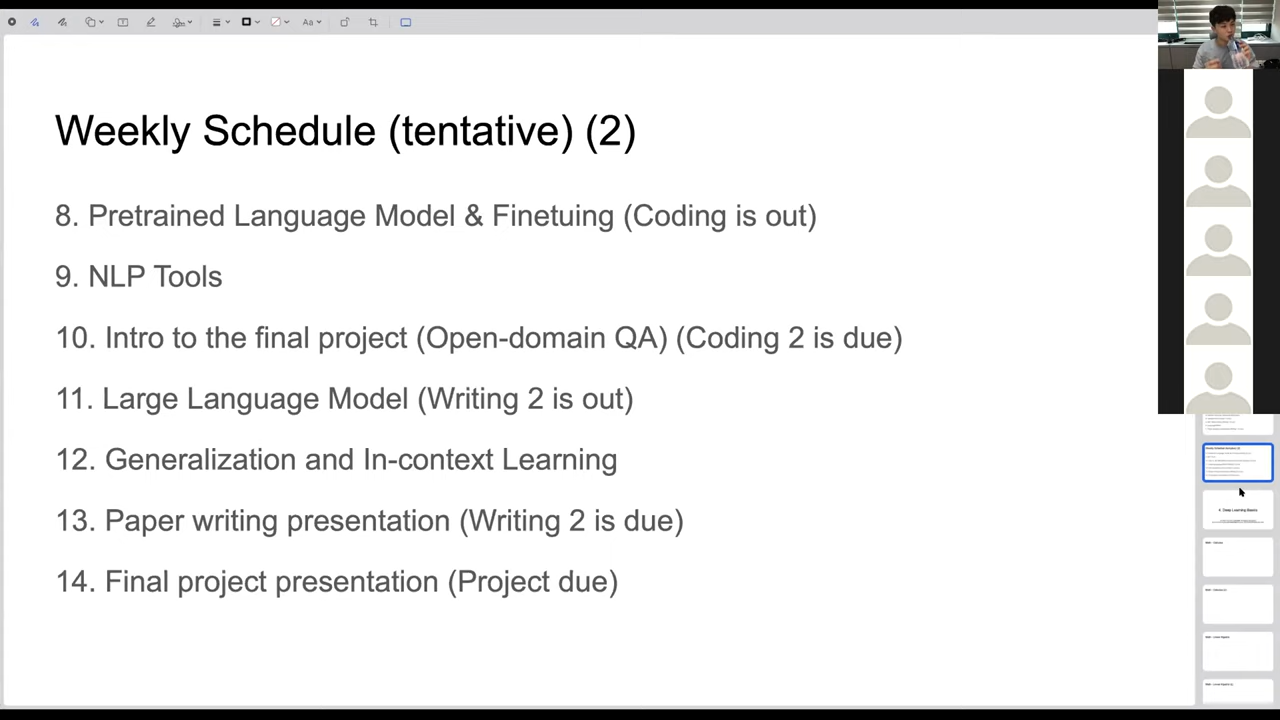 Aa
Weekly Schedule (tentative) (2)
8. Pretrained Language Model & Finetuing (Coding is out)
9. NLP Tools
10. Intro to the final project (Open-domain QA) (Coding 2 is due)
11. Large Language Model (Writing 2 is out)
12. Generalization and In-context Learning
13. Paper writing presentation (Writing 2 is due)
14. Final project presentation (Project due)